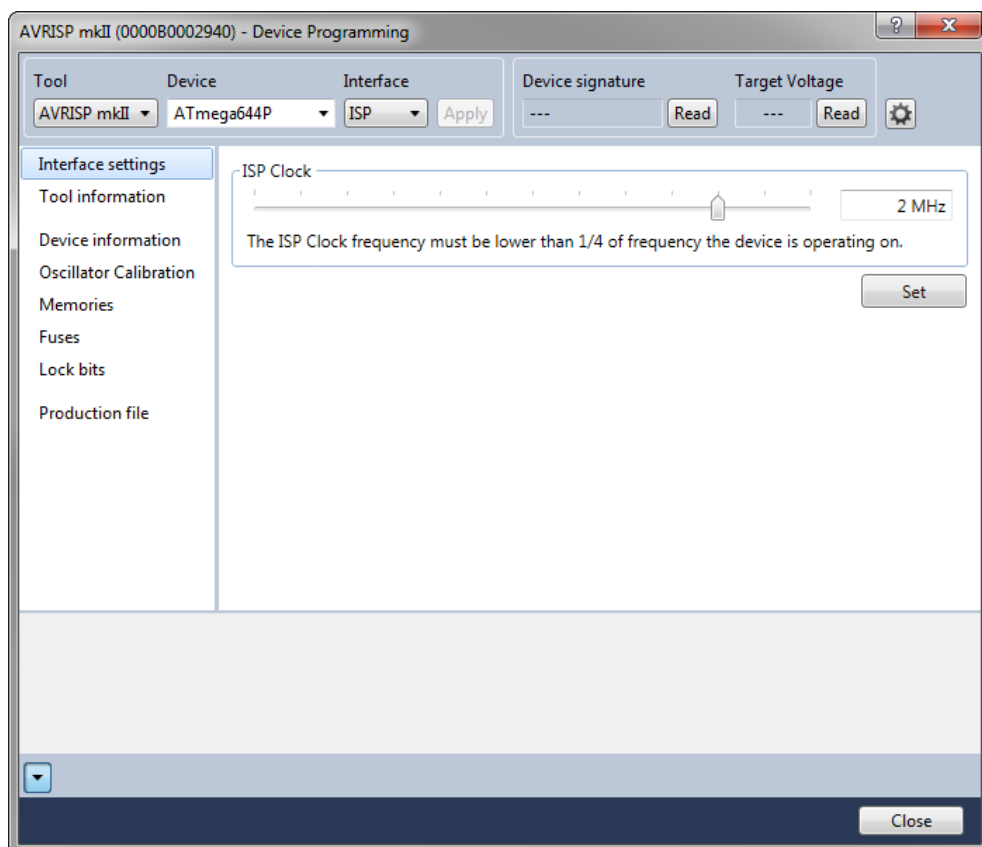 AVRISP mkII (0000B0002940) - Device Programming
Tool Device Interface Device signature Target Voltage
AVRISP mkII ATmega644P ISP Apply --- Read --- Read
Interface settings
Tool information
Device information
Oscillator Calibration
Memories
Fuses
Lock bits
Production file
ISP Clock
2 MHz
The ISP Clock frequency must be lower than 1/4 of frequency the device is operating on.
Set
Close